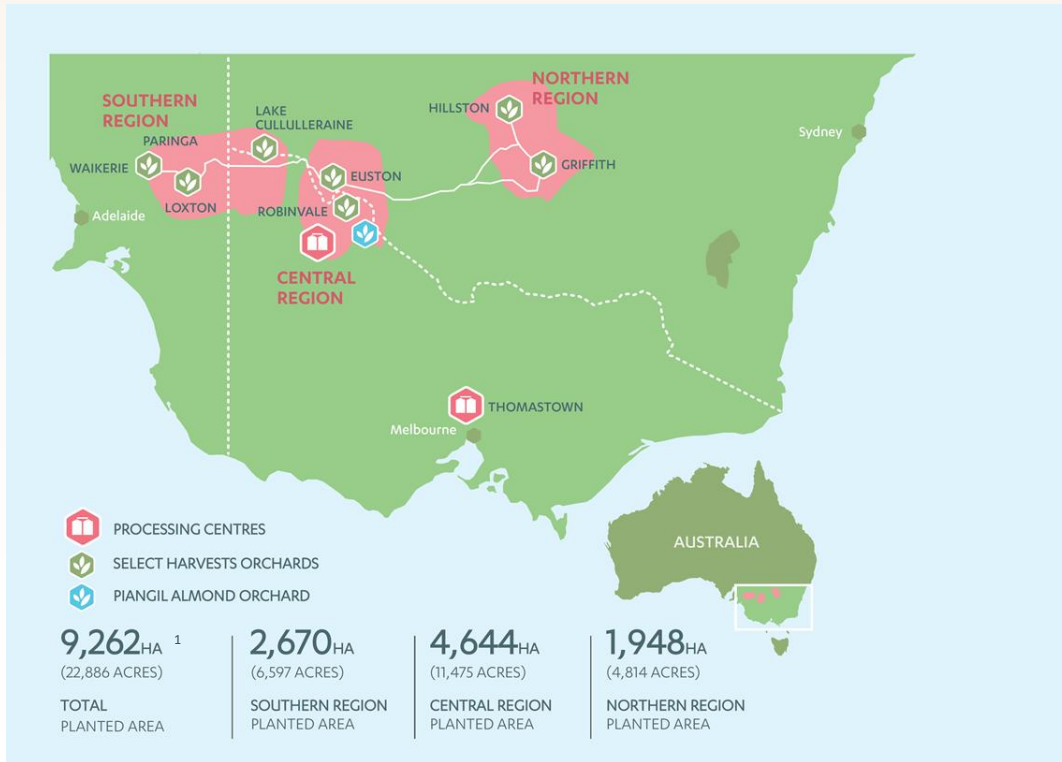 NORTHERN
REGION
HILLSTON
GRIFFITH
Sydney
SOUTHERN
REGION
LAKE
CULLULLERAINE
PARINGA
WAIKERIE
LOXTON
EUSTON
ROBINVALE
Adelaide
CENTRAL
REGION
THOMASTOWN
Melbourne
AUSTRALIA
PROCESSING CENTRES
SELECT HARVESTS ORCHARDS
PIANGIL ALMOND ORCHARD
9,262HA 1
(22,886 ACRES)
TOTAL
PLANTED AREA
2,670HA
(6,597 ACRES)
SOUTHERN REGION
PLANTED AREA
4,644HA
(11,475 ACRES)
CENTRAL REGION
PLANTED AREA
1,948HA
(4,814 ACRES)
NORTHERN REGION
PLANTED AREA